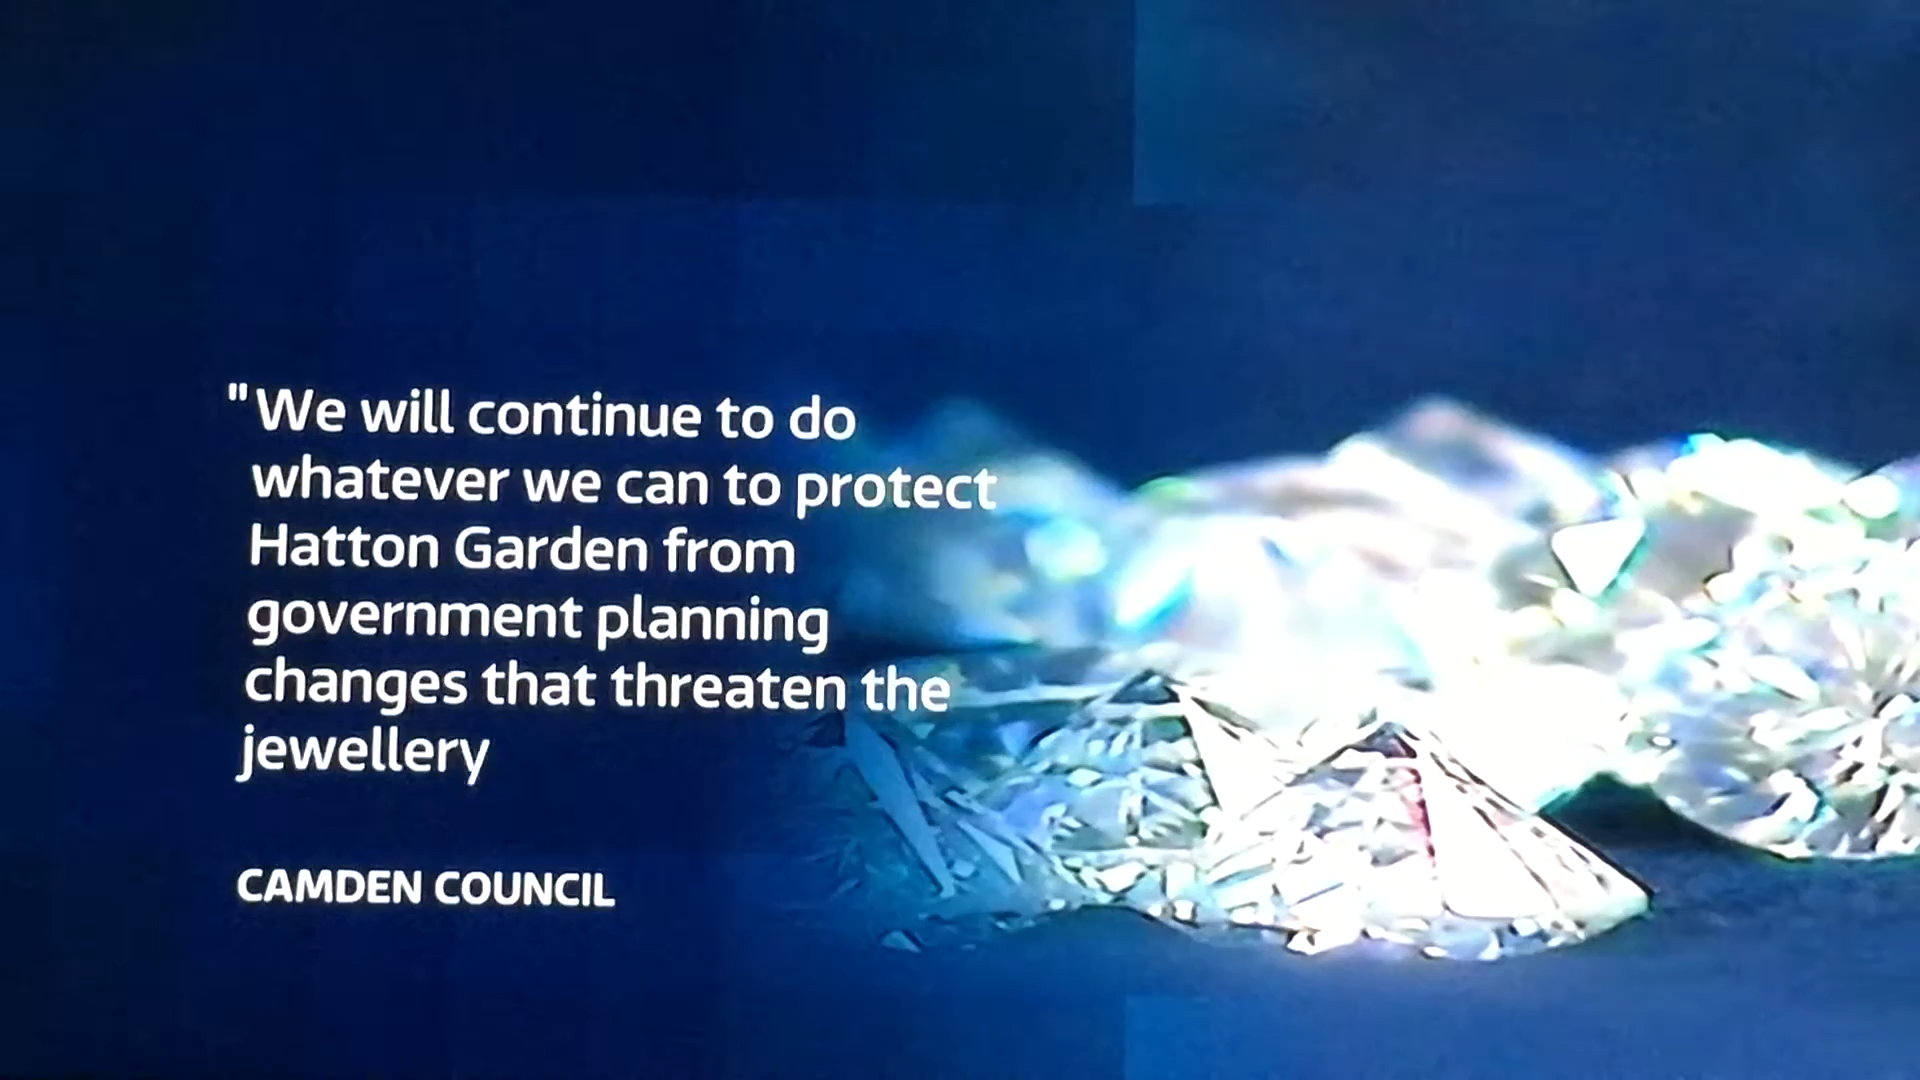 "We will continue to do
whatever we can to protect
Hatton Garden from
government planning
changes that threaten the
jewellery
CAMDEN COUNCIL